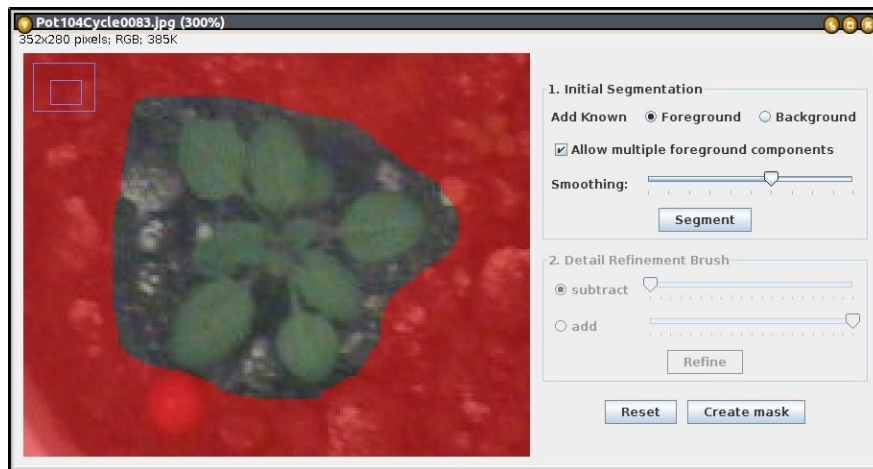 Pot104Cycle0083.jpg (300%)
352x280 pixels; RGB; 385K
1. Initial Segmentation
Add Known Foreground Background
Allow multiple foreground components
Smoothing:
Segment
2. Detail Refinement Brush
subtract
add
Refine
Reset Create mask